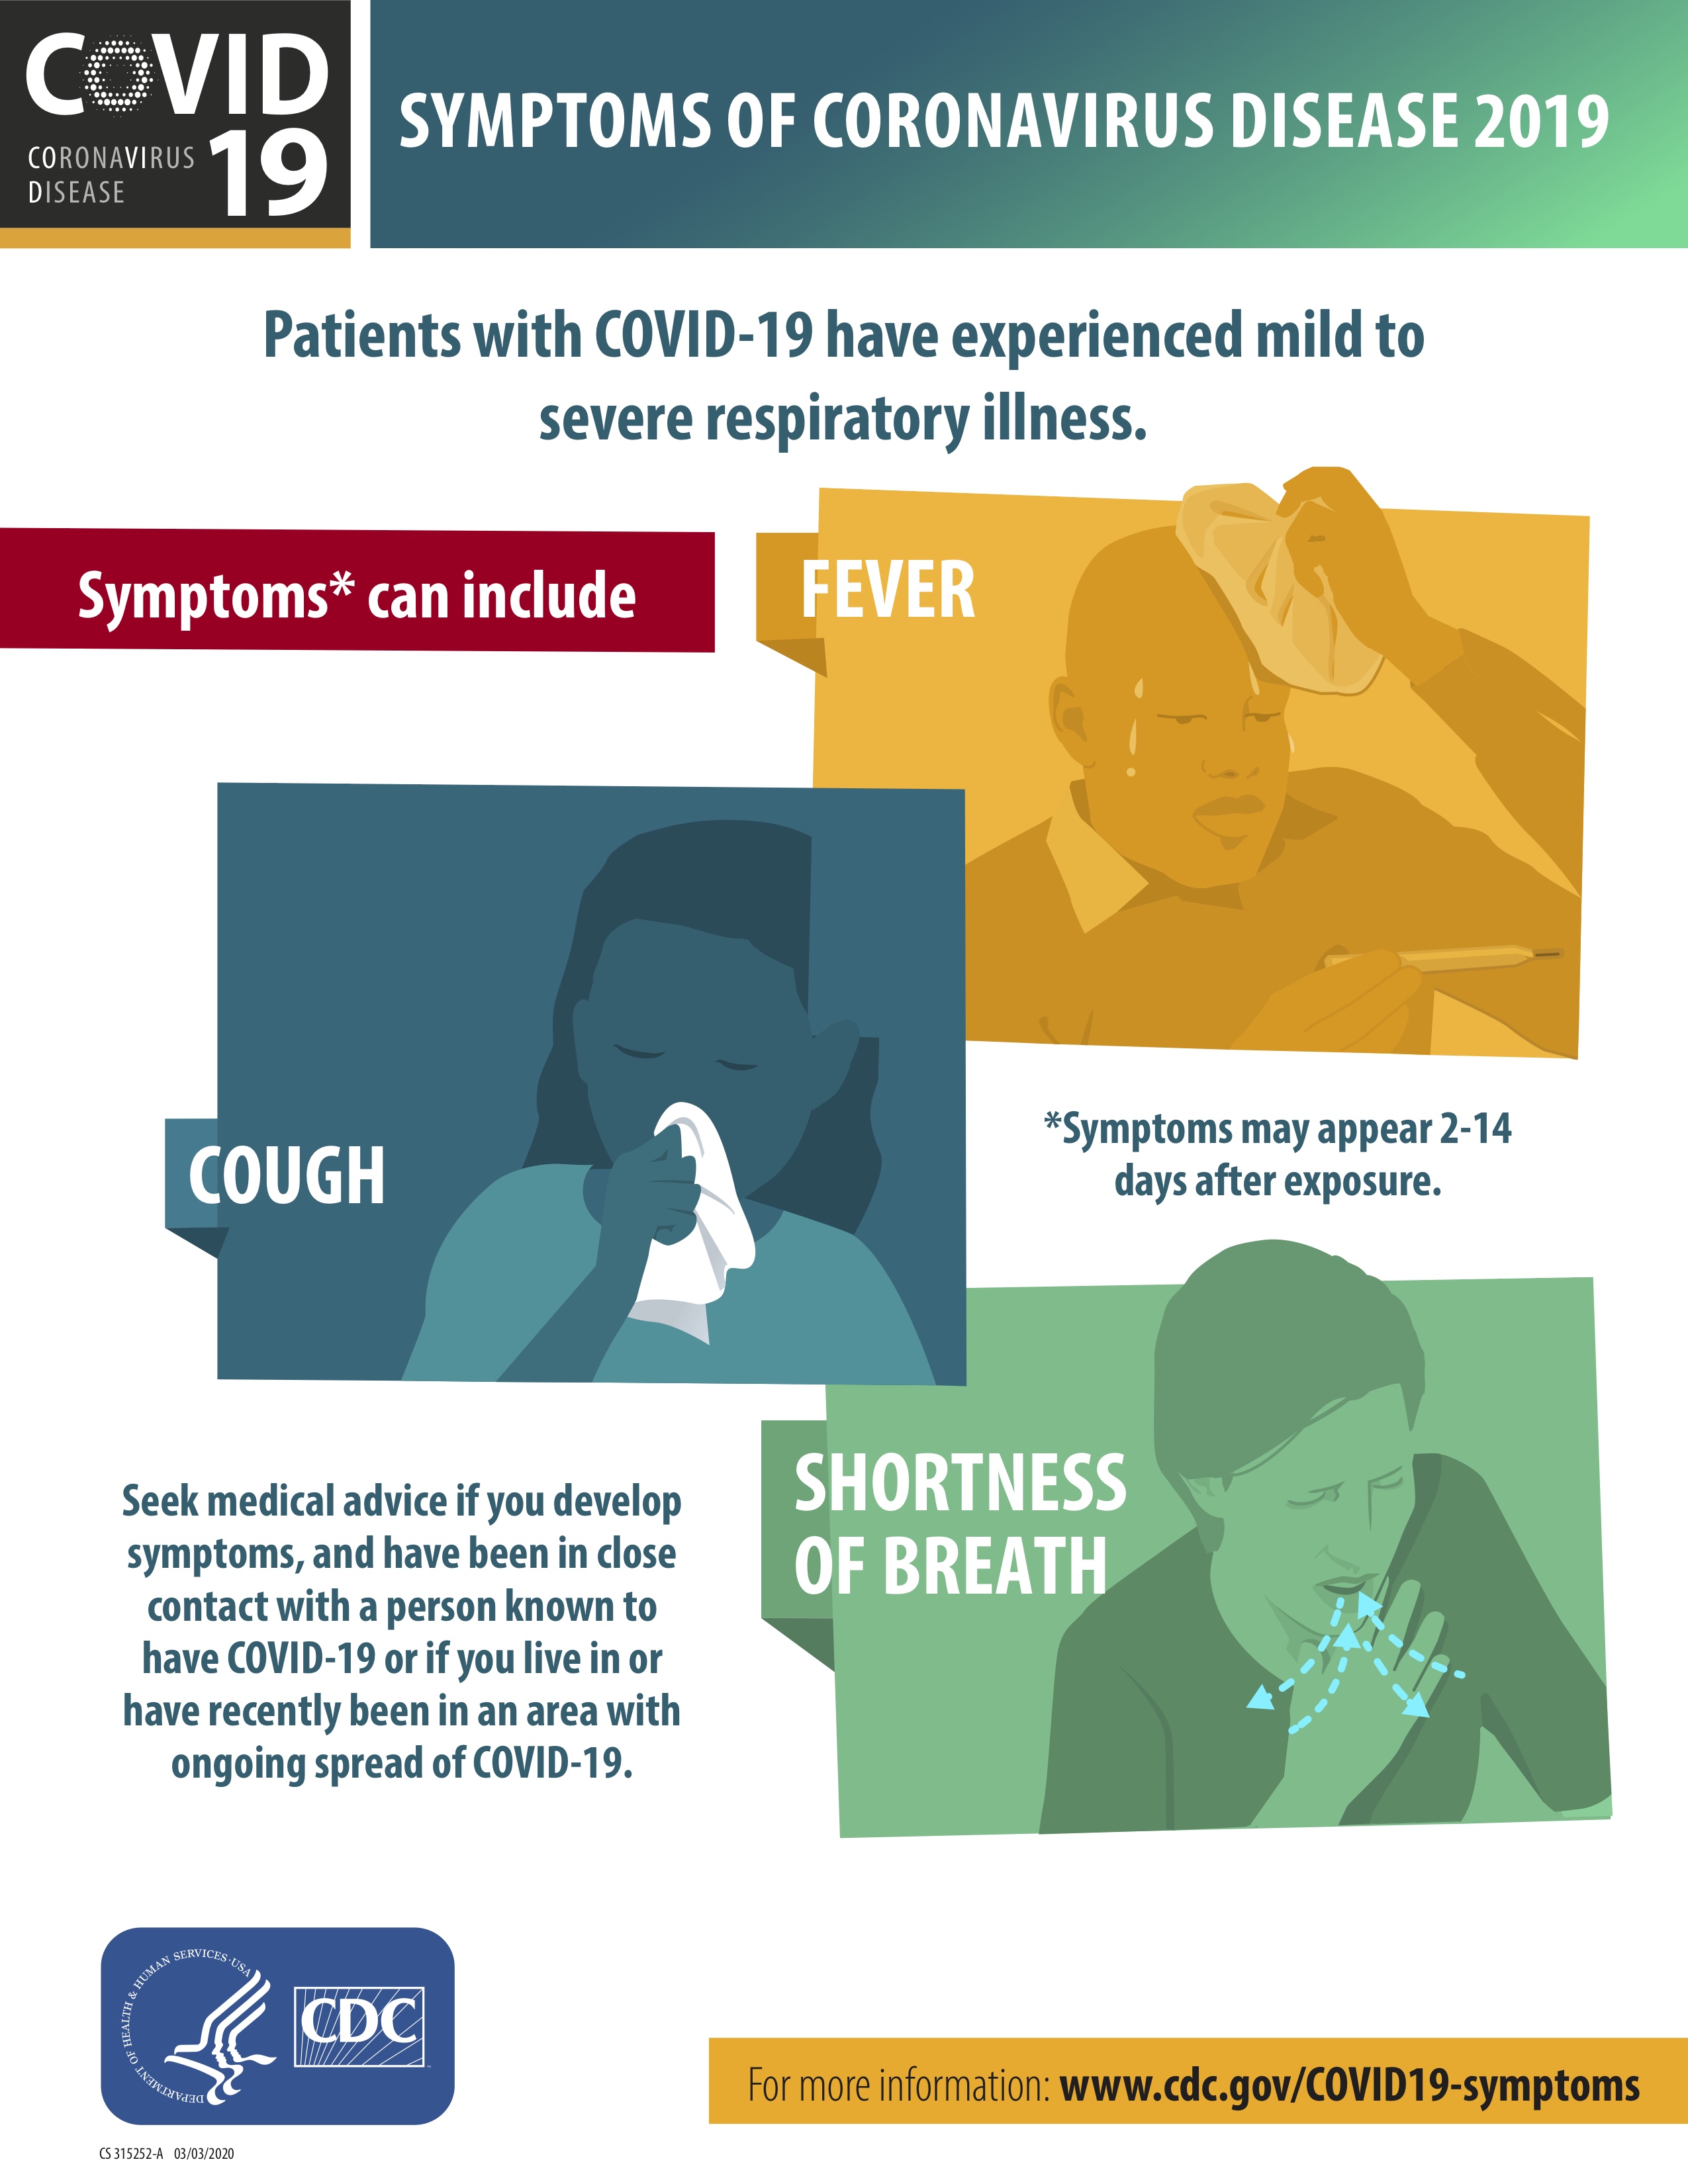 COVID
CORONAVIRUS
DISEASE
19
SYMPTOMS OF CORONAVIRUS DISEASE 2019
Patients with COVID-19 have experienced mild to
severe respiratory illness.
Symptoms* can include
FEVER
COUGH
*Symptoms may appear 2-14
days after exposure.
SHORTNESS
OF BREATH
Seek medical advice if you develop
symptoms, and have been in close
contact with a person known to
have COVID-19 or if you live in or
have recently been in an area with
ongoing spread of COVID-19.
DEPARTMENT OF HEALTH & HUMAN SERVICES·USA
CDC
For more information: www.cdc.gov/COVID19-symptoms
CS 315252-A 03/03/2020